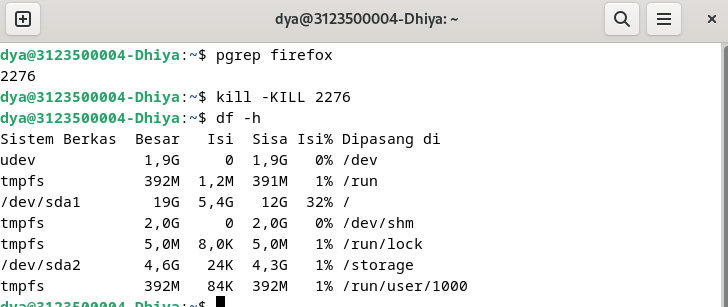 dya@3123500004-Dhiya: ~
dya@3123500004-Dhiya:~$ pgrep firefox
2276
dya@3123500004-Dhiya:~$ kill -KILL 2276
dya@3123500004-Dhiya:~$ df -h
Sistem Berkas  Besar   Isi  Sisa Isi% Dipasang di
udev            1,9G     0  1,9G   0% /dev
tmpfs           392M  1,2M  391M   1% /run
/dev/sda1        19G  5,4G   12G  32% /
tmpfs           2,0G     0  2,0G   0% /dev/shm
tmpfs           5,0M  8,0K  5,0M   1% /run/lock
/dev/sda2       4,6G   24K  4,3G   1% /storage
tmpfs           392M   84K  392M   1% /run/user/1000
dya@3123500004-Dhiya:~$